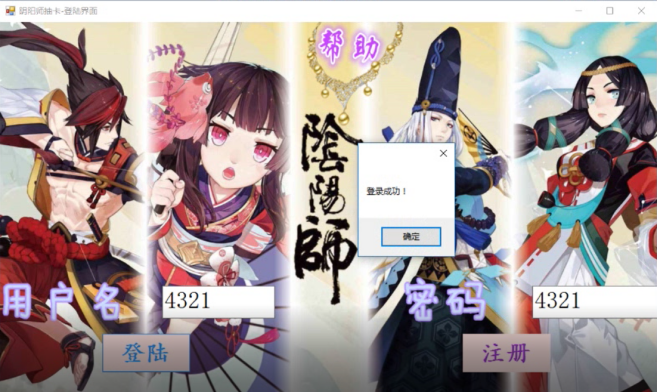 阴阳师抽卡-登陆界面
帮助
陰陽師
登录成功！
确定
用户名
4321
密码
4321
登陆
注册